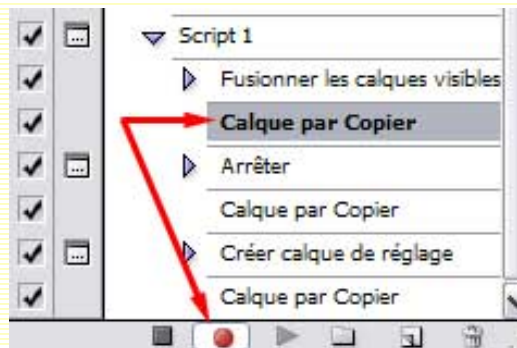 Script 1
Fusionner les calques visibles
Calque par Copier
Arrêter
Calque par Copier
Créer calque de réglage
Calque par Copier